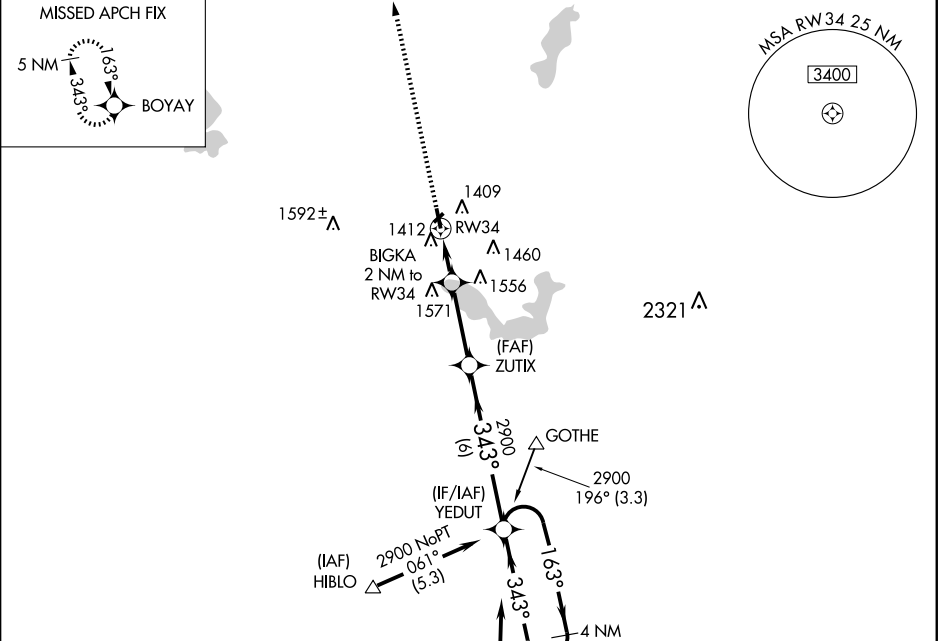 MISSED APCH FIX
5 NM
163°
343°
BOYAY
MSA RW34 25 NM
3400
1409
1592±
1412
RW34
BIGKA
2 NM to
RW34
1460
1556
1571
2321
(FAF)
ZUTIX
2900
343°
(6)
GOTHE
2900
196° (3.3)
(IF/IAF)
YEDUT
(IAF)
HIBLO
2900 NoPT
061°
(5.3)
343°
163°
4 NM